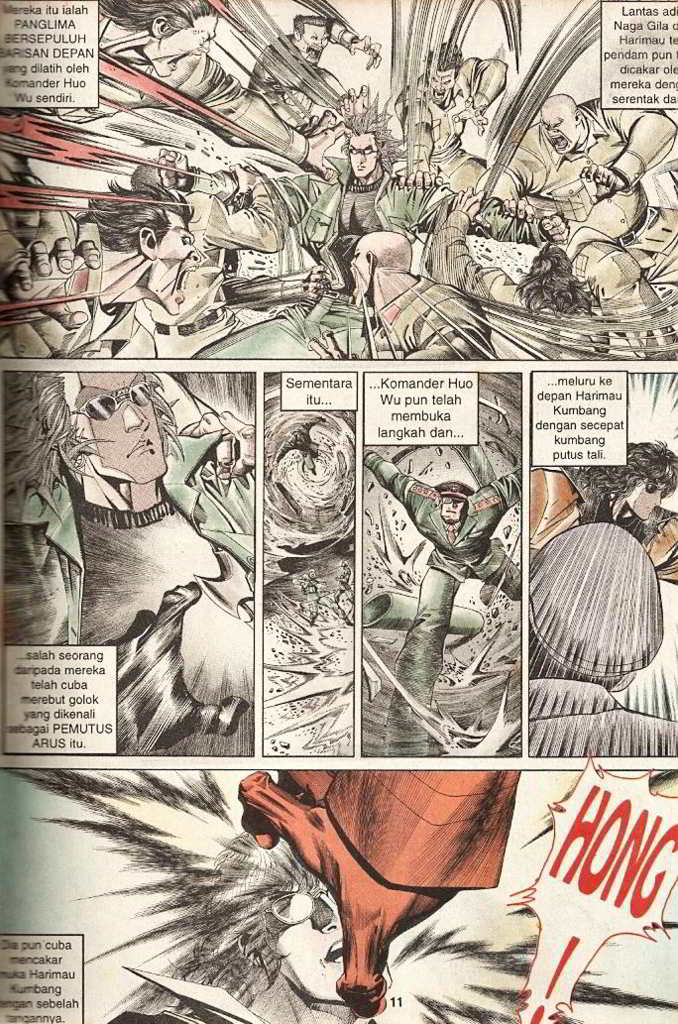 Mereka itu ialah
PANGLIMA
BERSEPULUH
BARISAN DEPAN
yang dilatih oleh
Komander Huo
Wu sendiri.
Lantas adi
Naga Gila d
Harimau te
pendam pun
dicakar ole
mereka deng
serentak da
...salah seorang
daripada mereka
telah cuba
merebut golok
yang dikenali
sebagai PEMUTUS
ARUS itu.
Sementara
itu...
...Komander Huo
Wu pun telah
membuka
langkah dan...
...meluru ke
depan Harimau
Kumbang
dengan secepat
kumbang
putus tali.
HONG
!
Dia pun cuba
mencakar
muka Harimau
Kumbang
dengan sebelah
tangannya.
11